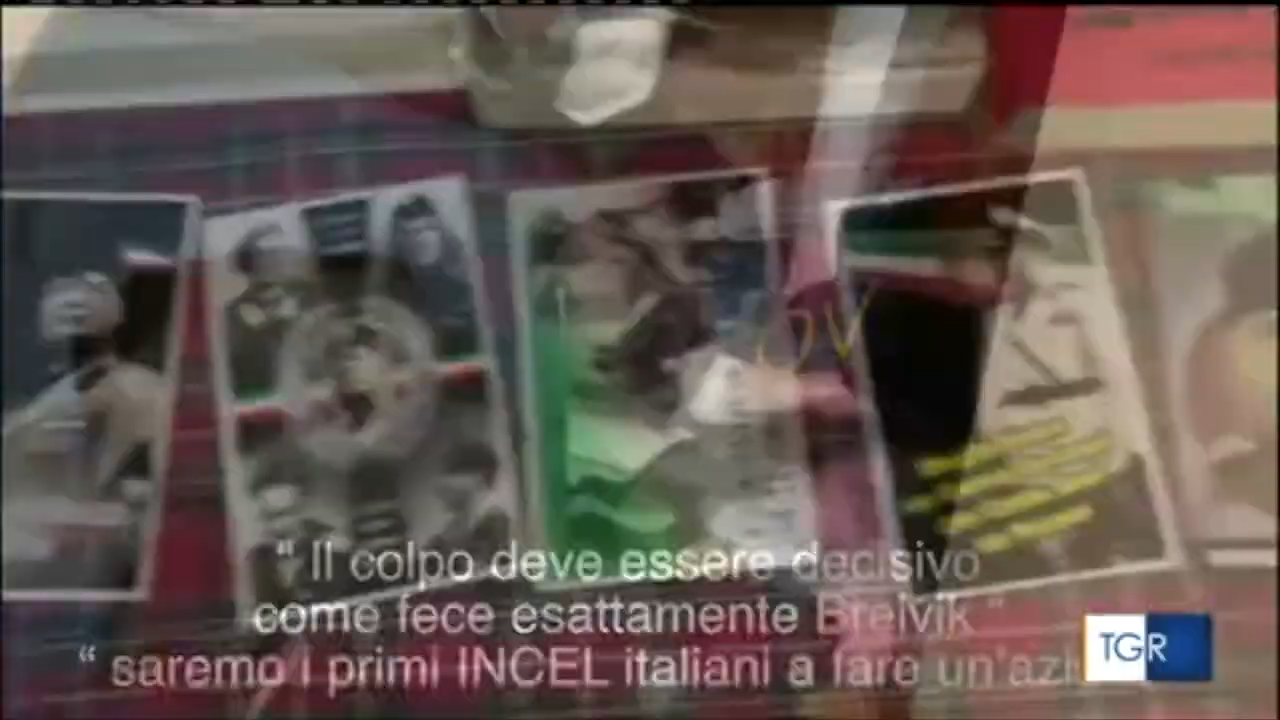 “ Il colpo deve essere decisivo
come fece esattamente Breivik “
“ saremo i primi INCEL italiani a fare un'azi
TGR